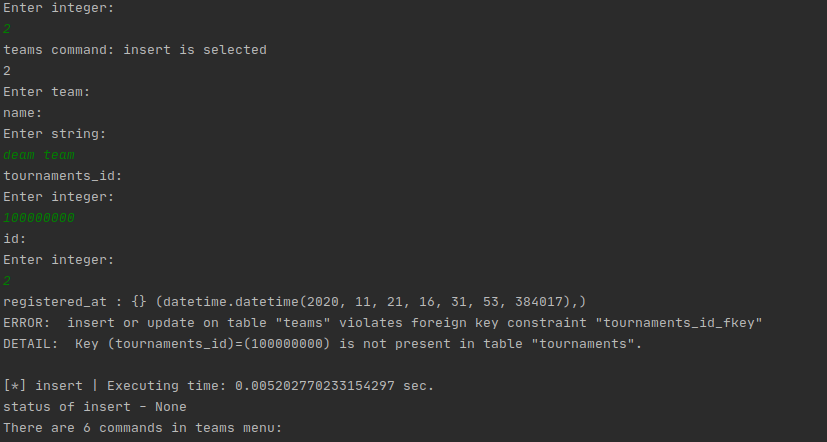 Enter integer:
2
teams command: insert is selected
2
Enter team:
name:
Enter string:
deam team
tournaments_id:
Enter integer:
100000000
id:
Enter integer:
2
registered_at : {} (datetime.datetime(2020, 11, 21, 16, 31, 53, 384017),)
ERROR:  insert or update on table "teams" violates foreign key constraint "tournaments_id_fkey"
DETAIL:  Key (tournaments_id)=(100000000) is not present in table "tournaments".
[*] insert | Executing time: 0.005202770233154297 sec.
status of insert - None
There are 6 commands in teams menu: